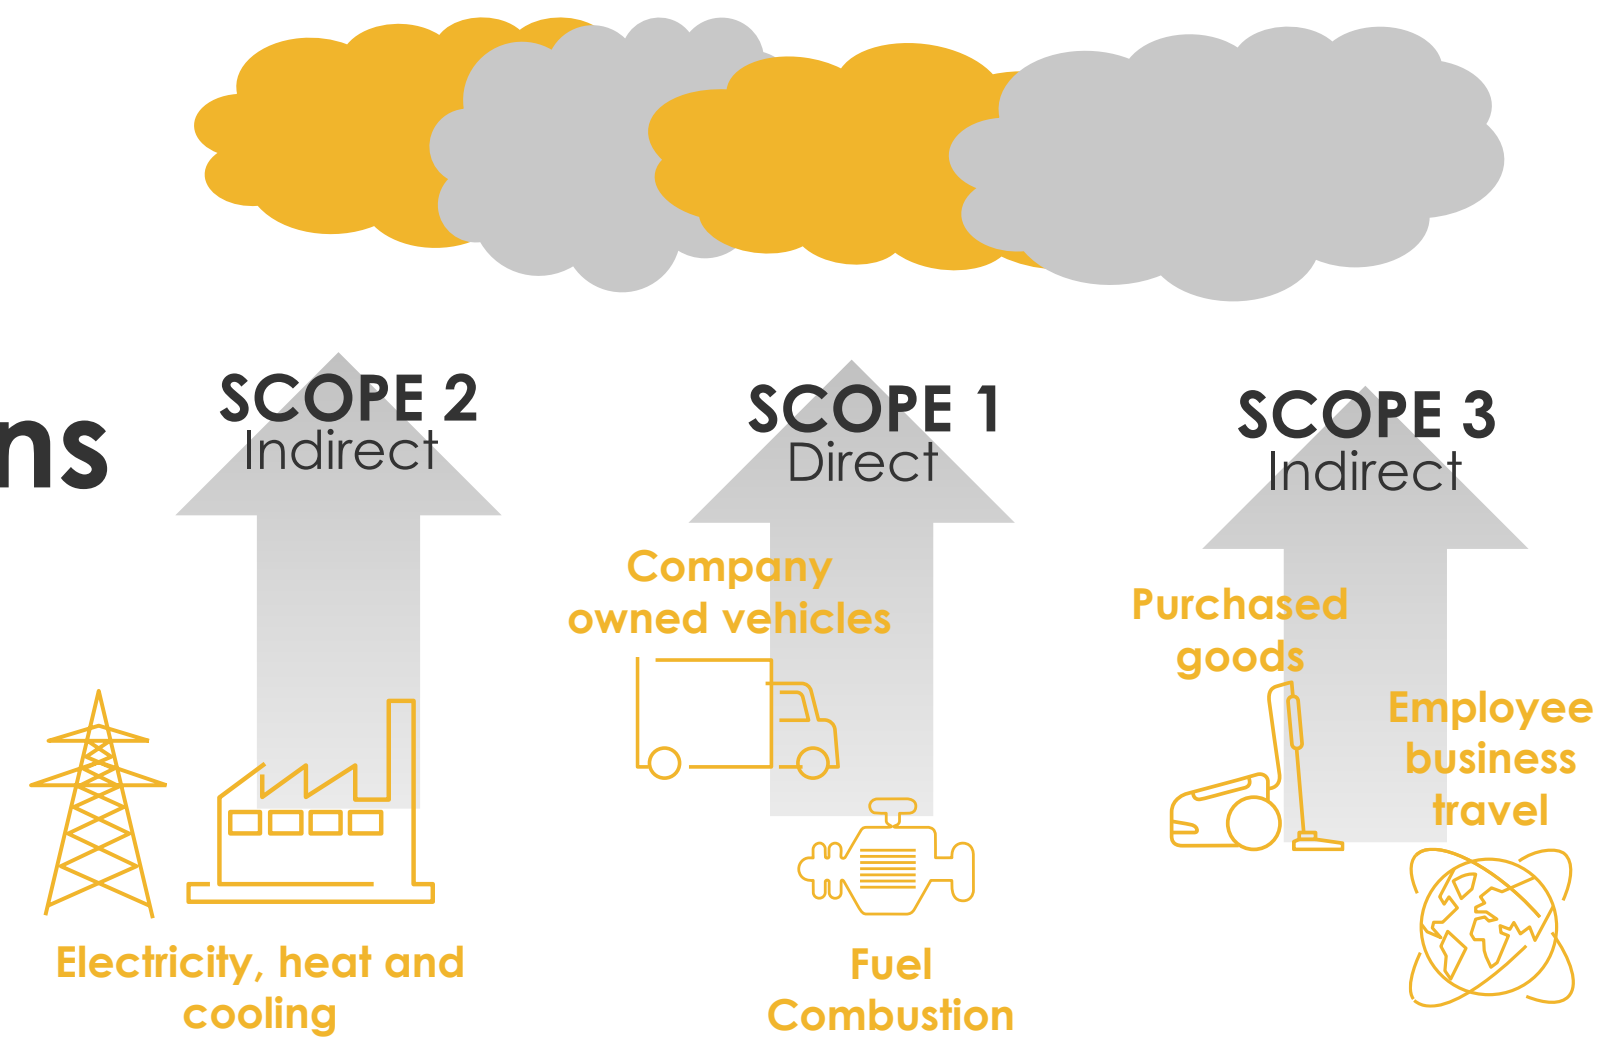 ns
SCOPE 2
Indirect
Electricity, heat and
cooling
SCOPE 1
Direct
Company
owned vehicles
Fuel
Combustion
SCOPE 3
Indirect
Purchased
goods
Employee
business
travel